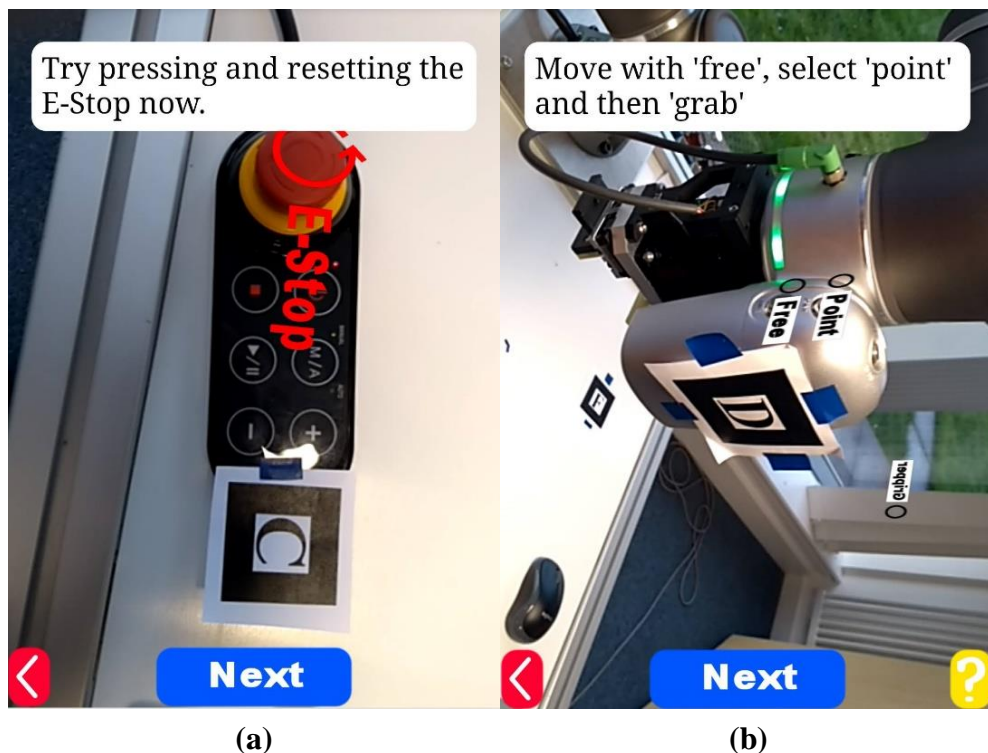 Try pressing and resetting the
E-Stop now.
E-Stop
M/A
C
Next
(a)
Move with 'free', select 'point'
and then 'grab'
Point
Free
D
E
Gripper
Next
?
(b)